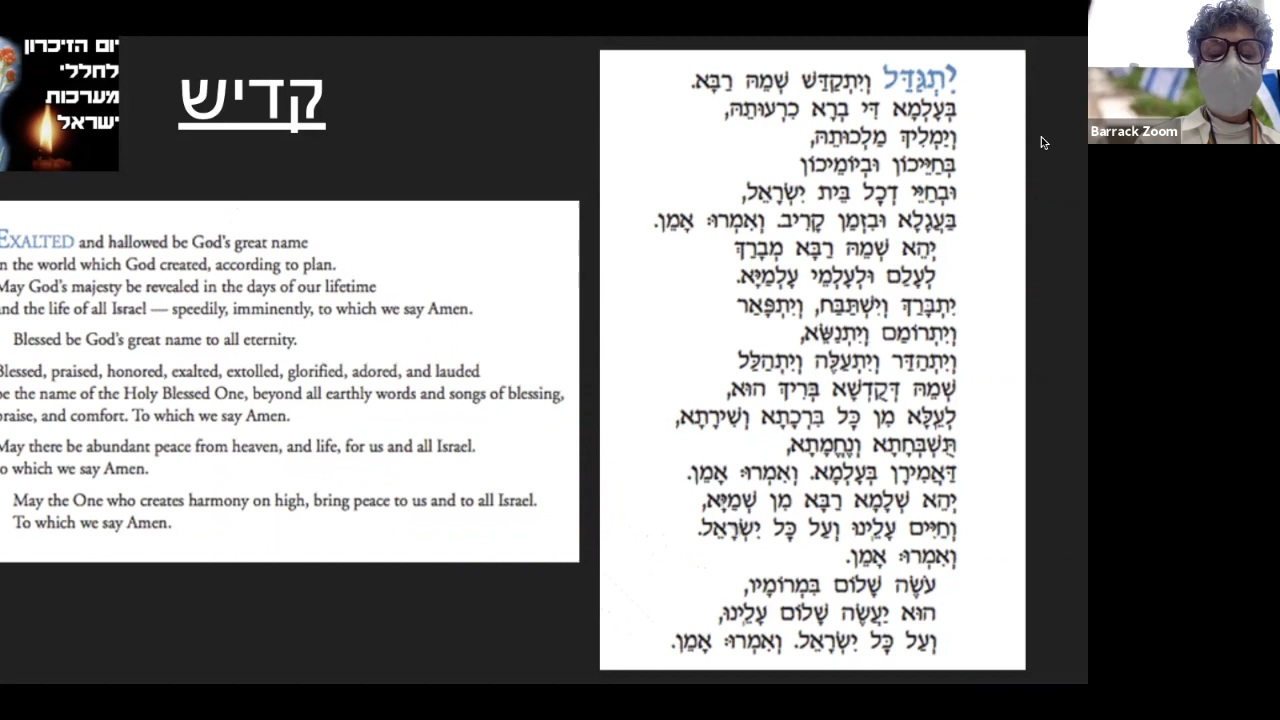 יום הזיכרון
לחללי
מערכות
ישראל
קדיש
EXALTED and hallowed be God's great name
in the world which God created, according to plan.
May God's majesty be revealed in the days of our lifetime
and the life of all Israel — speedily, imminently, to which we say Amen.
Blessed be God's great name to all eternity.
Blessed, praised, honored, exalted, extolled, glorified, adored, and lauded
be the name of the Holy Blessed One, beyond all earthly words and songs of blessing,
praise, and comfort. To which we say Amen.
May there be abundant peace from heaven, and life, for us and all Israel.
to which we say Amen.
May the One who creates harmony on high, bring peace to us and to all Israel.
To which we say Amen.
יִתְגַּדַּל וְיִתְקַדַּשׁ שְׁמֵהּ רַבָּא.
בְּעָלְמָא דִּי בְרָא כִרְעוּתֵהּ,
וְיַמְלִיךְ מַלְכוּתֵהּ,
בְּחַיֵּיכוֹן וּבְיוֹמֵיכוֹן
וּבְחַיֵּי דְכָל בֵּית יִשְׂרָאֵל,
בַּעֲגָלָא וּבִזְמַן קָרִיב. וְאִמְרוּ: אָמֵן.
יְהֵא שְׁמֵהּ רַבָּא מְבָרַךְ
לְעָלַם וּלְעָלְמֵי עָלְמַיָּא.
יִתְבָּרַךְ וְיִשְׁתַּבַּח, וְיִתְפָּאַר
וְיִתְרוֹמַם וְיִתְנַשֵּׂא,
וְיִתְהַדַּר וְיִתְעַלֶּה וְיִתְהַלַּל
שְׁמֵהּ דְּקֻדְשָׁא בְּרִיךְ הוּא,
לְעֵלָּא מִן כָּל בִּרְכָתָא וְשִׁירָתָא,
תֻּשְׁבְּחָתָא וְנֶחֱמָתָא,
דַּאֲמִירָן בְּעָלְמָא. וְאִמְרוּ: אָמֵן.
יְהֵא שְׁלָמָא רַבָּא מִן שְׁמַיָּא,
וְחַיִּים עָלֵינוּ וְעַל כָּל יִשְׂרָאֵל.
וְאִמְרוּ: אָמֵן.
עֹשֶׂה שָׁלוֹם בִּמְרוֹמָיו,
הוּא יַעֲשֶׂה שָׁלוֹם עָלֵינוּ,
וְעַל כָּל יִשְׂרָאֵל. וְאִמְרוּ: אָמֵן.
Barrack Zoom